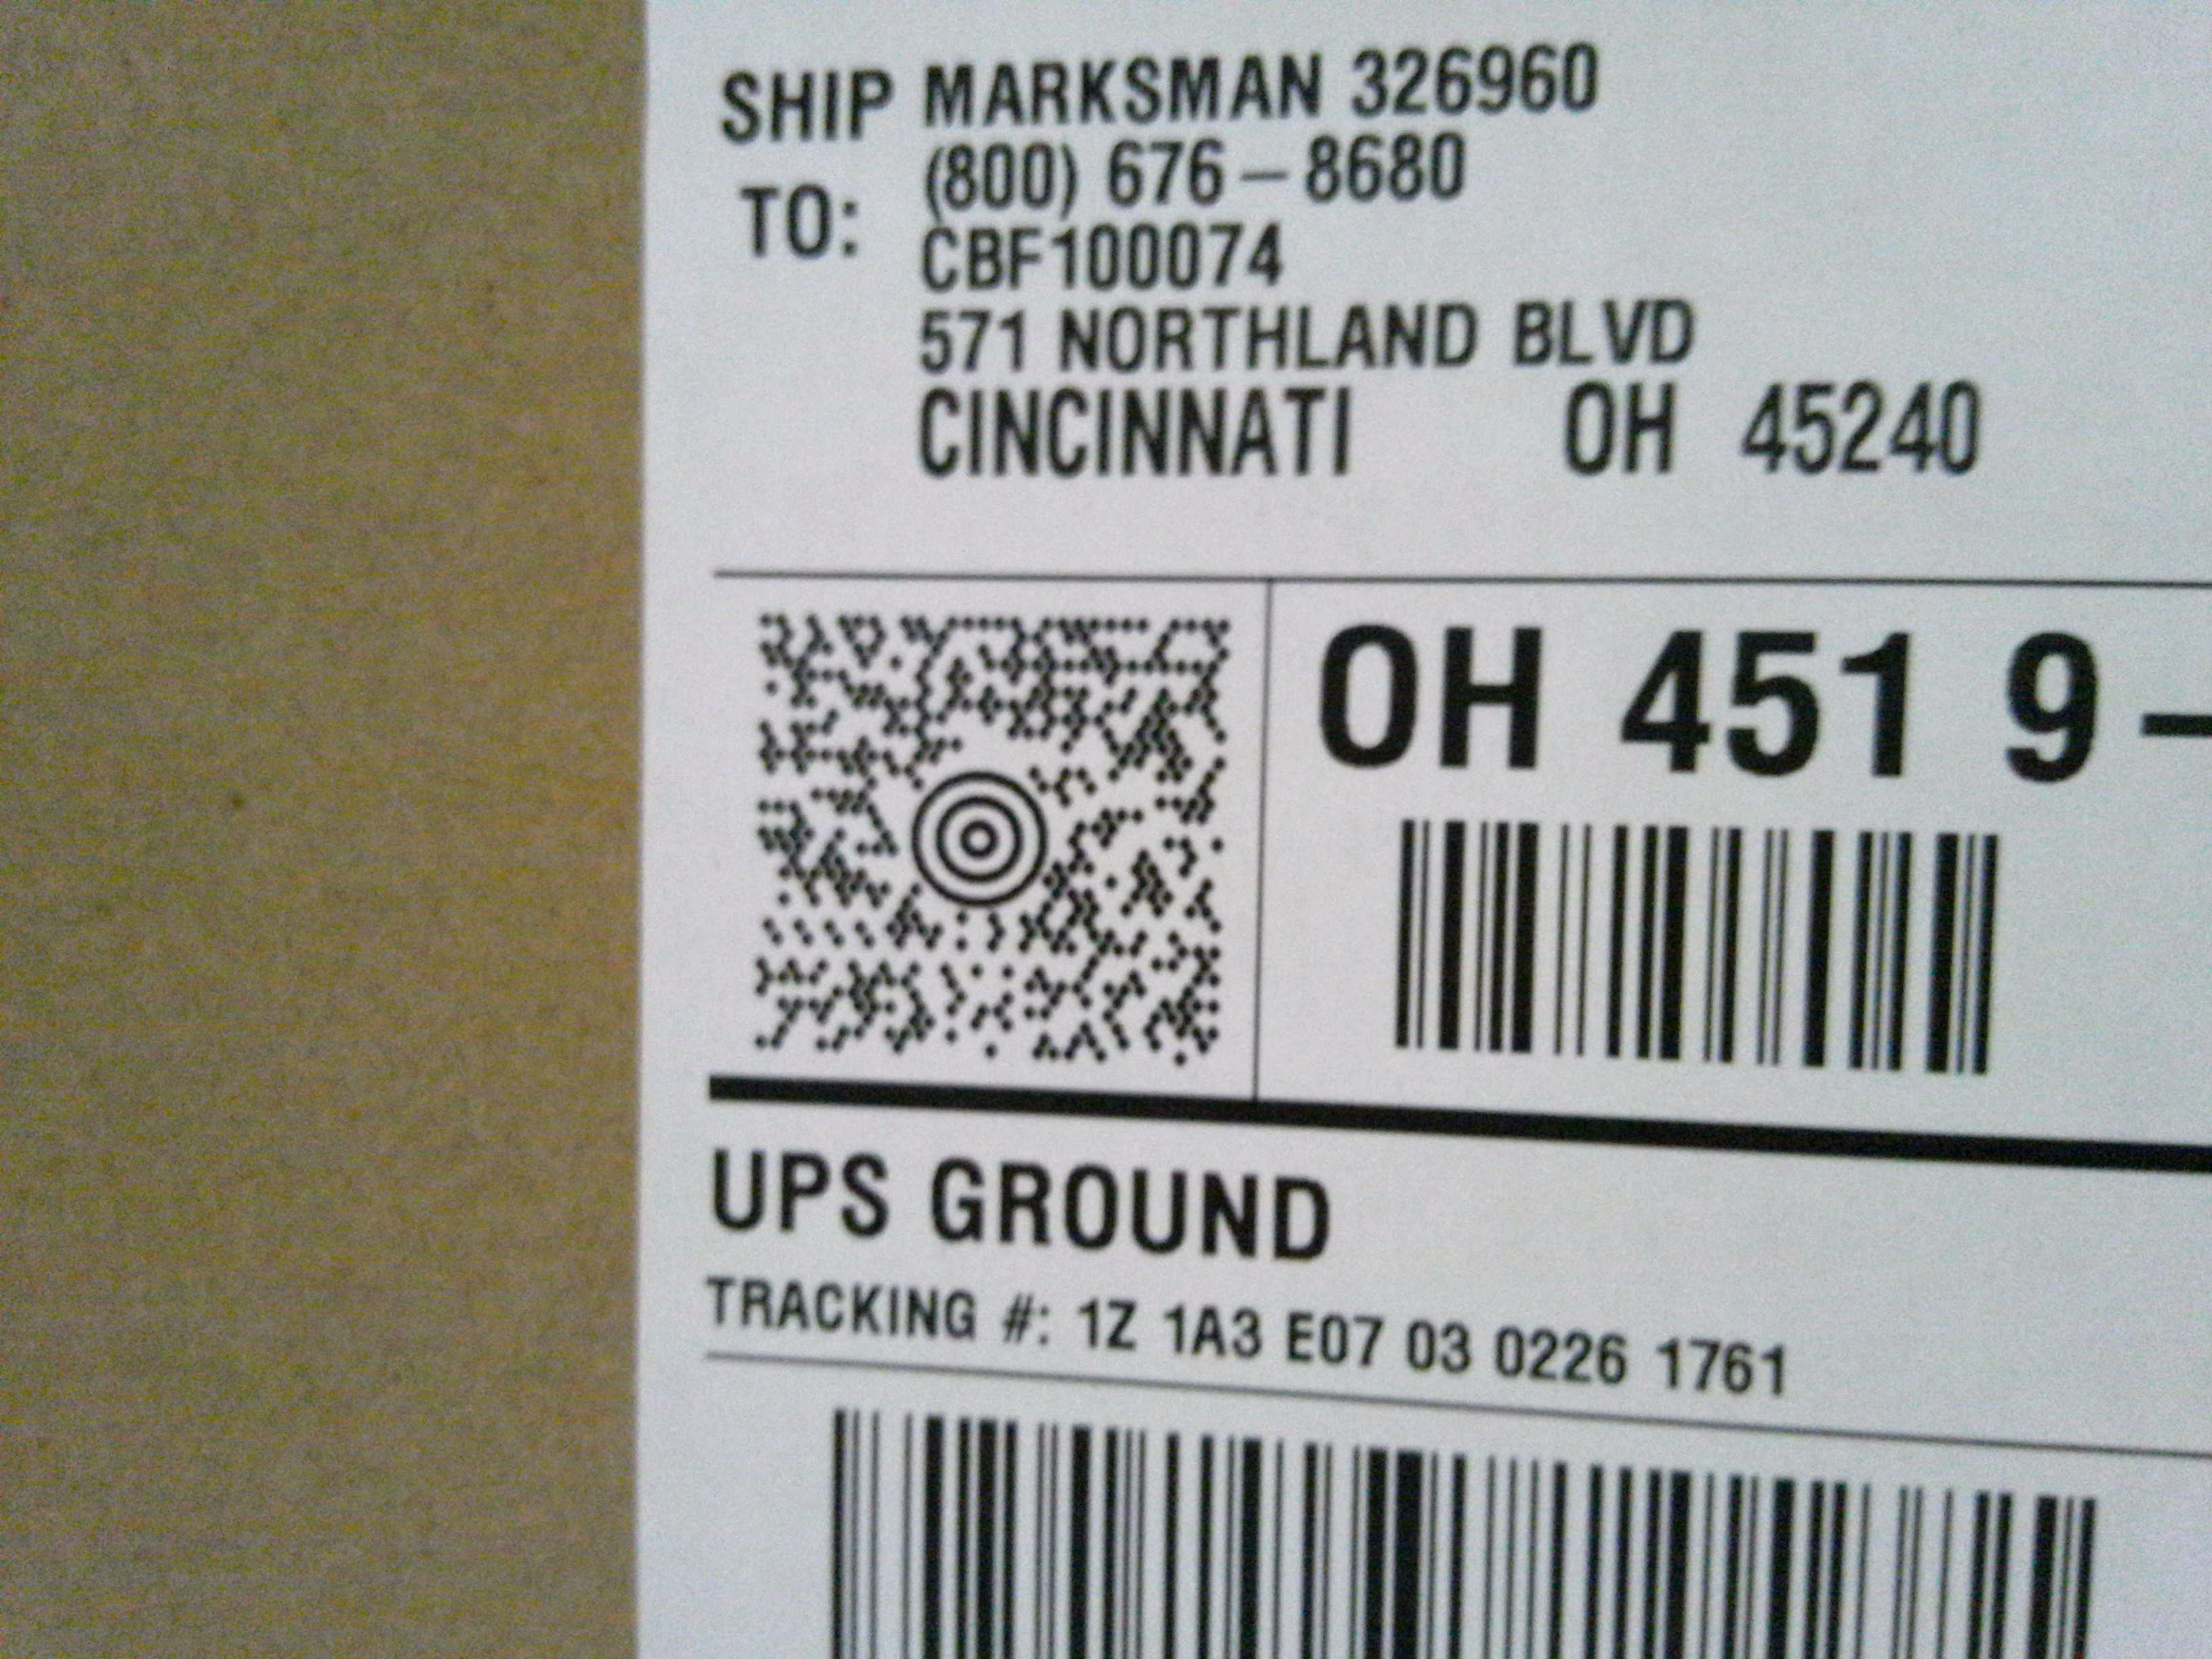 SHIP TO: MARKSMAN 326960
(800) 676-8680
CBF100074
571 NORTHLAND BLVD
CINCINNATI OH 45240
OH 451 9-
UPS GROUND
TRACKING #: 1Z 1A3 E07 03 0226 1761